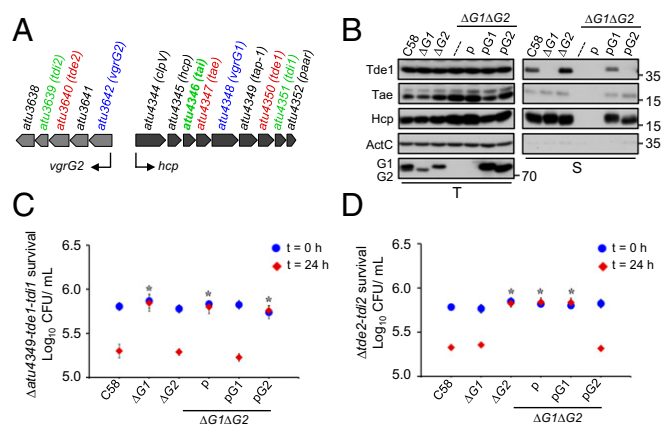 A
atu3638
atu3639 (tdi2)
atu3640 (tde2)
atu3641
atu3642 (vgrG2)
atu4344 (clpV)
atu4345 (hcp)
atu4346 (tai)
atu4347 (tae)
atu4348 (vgrG1)
atu4349 (tap-1)
atu4350 (tde1)
atu4351 (tdi1)
atu4352 (paar)
vgrG2
hcp
B
ΔG1ΔG2 ΔG1ΔG2
C58 ΔG1 ΔG2 --- p pG1 pG2 C58 ΔG1 ΔG2 --- p pG1 pG2
Tde1 35
Tae 15
Hcp 15
ActC 35
G1
G2 70
T S
C
Δatu4349-tde1-tdi1 survival
Log10 CFU/ mL
6.5
6.0
5.5
5.0
t = 0 h
t = 24 h
* * *
C58 ΔG1 ΔG2 p pG1 pG2
ΔG1ΔG2
D
Δtde2-tdi2 survival
Log10 CFU/ mL
6.5
6.0
5.5
5.0
t = 0 h
t = 24 h
* * *
C58 ΔG1 ΔG2 p pG1 pG2
ΔG1ΔG2